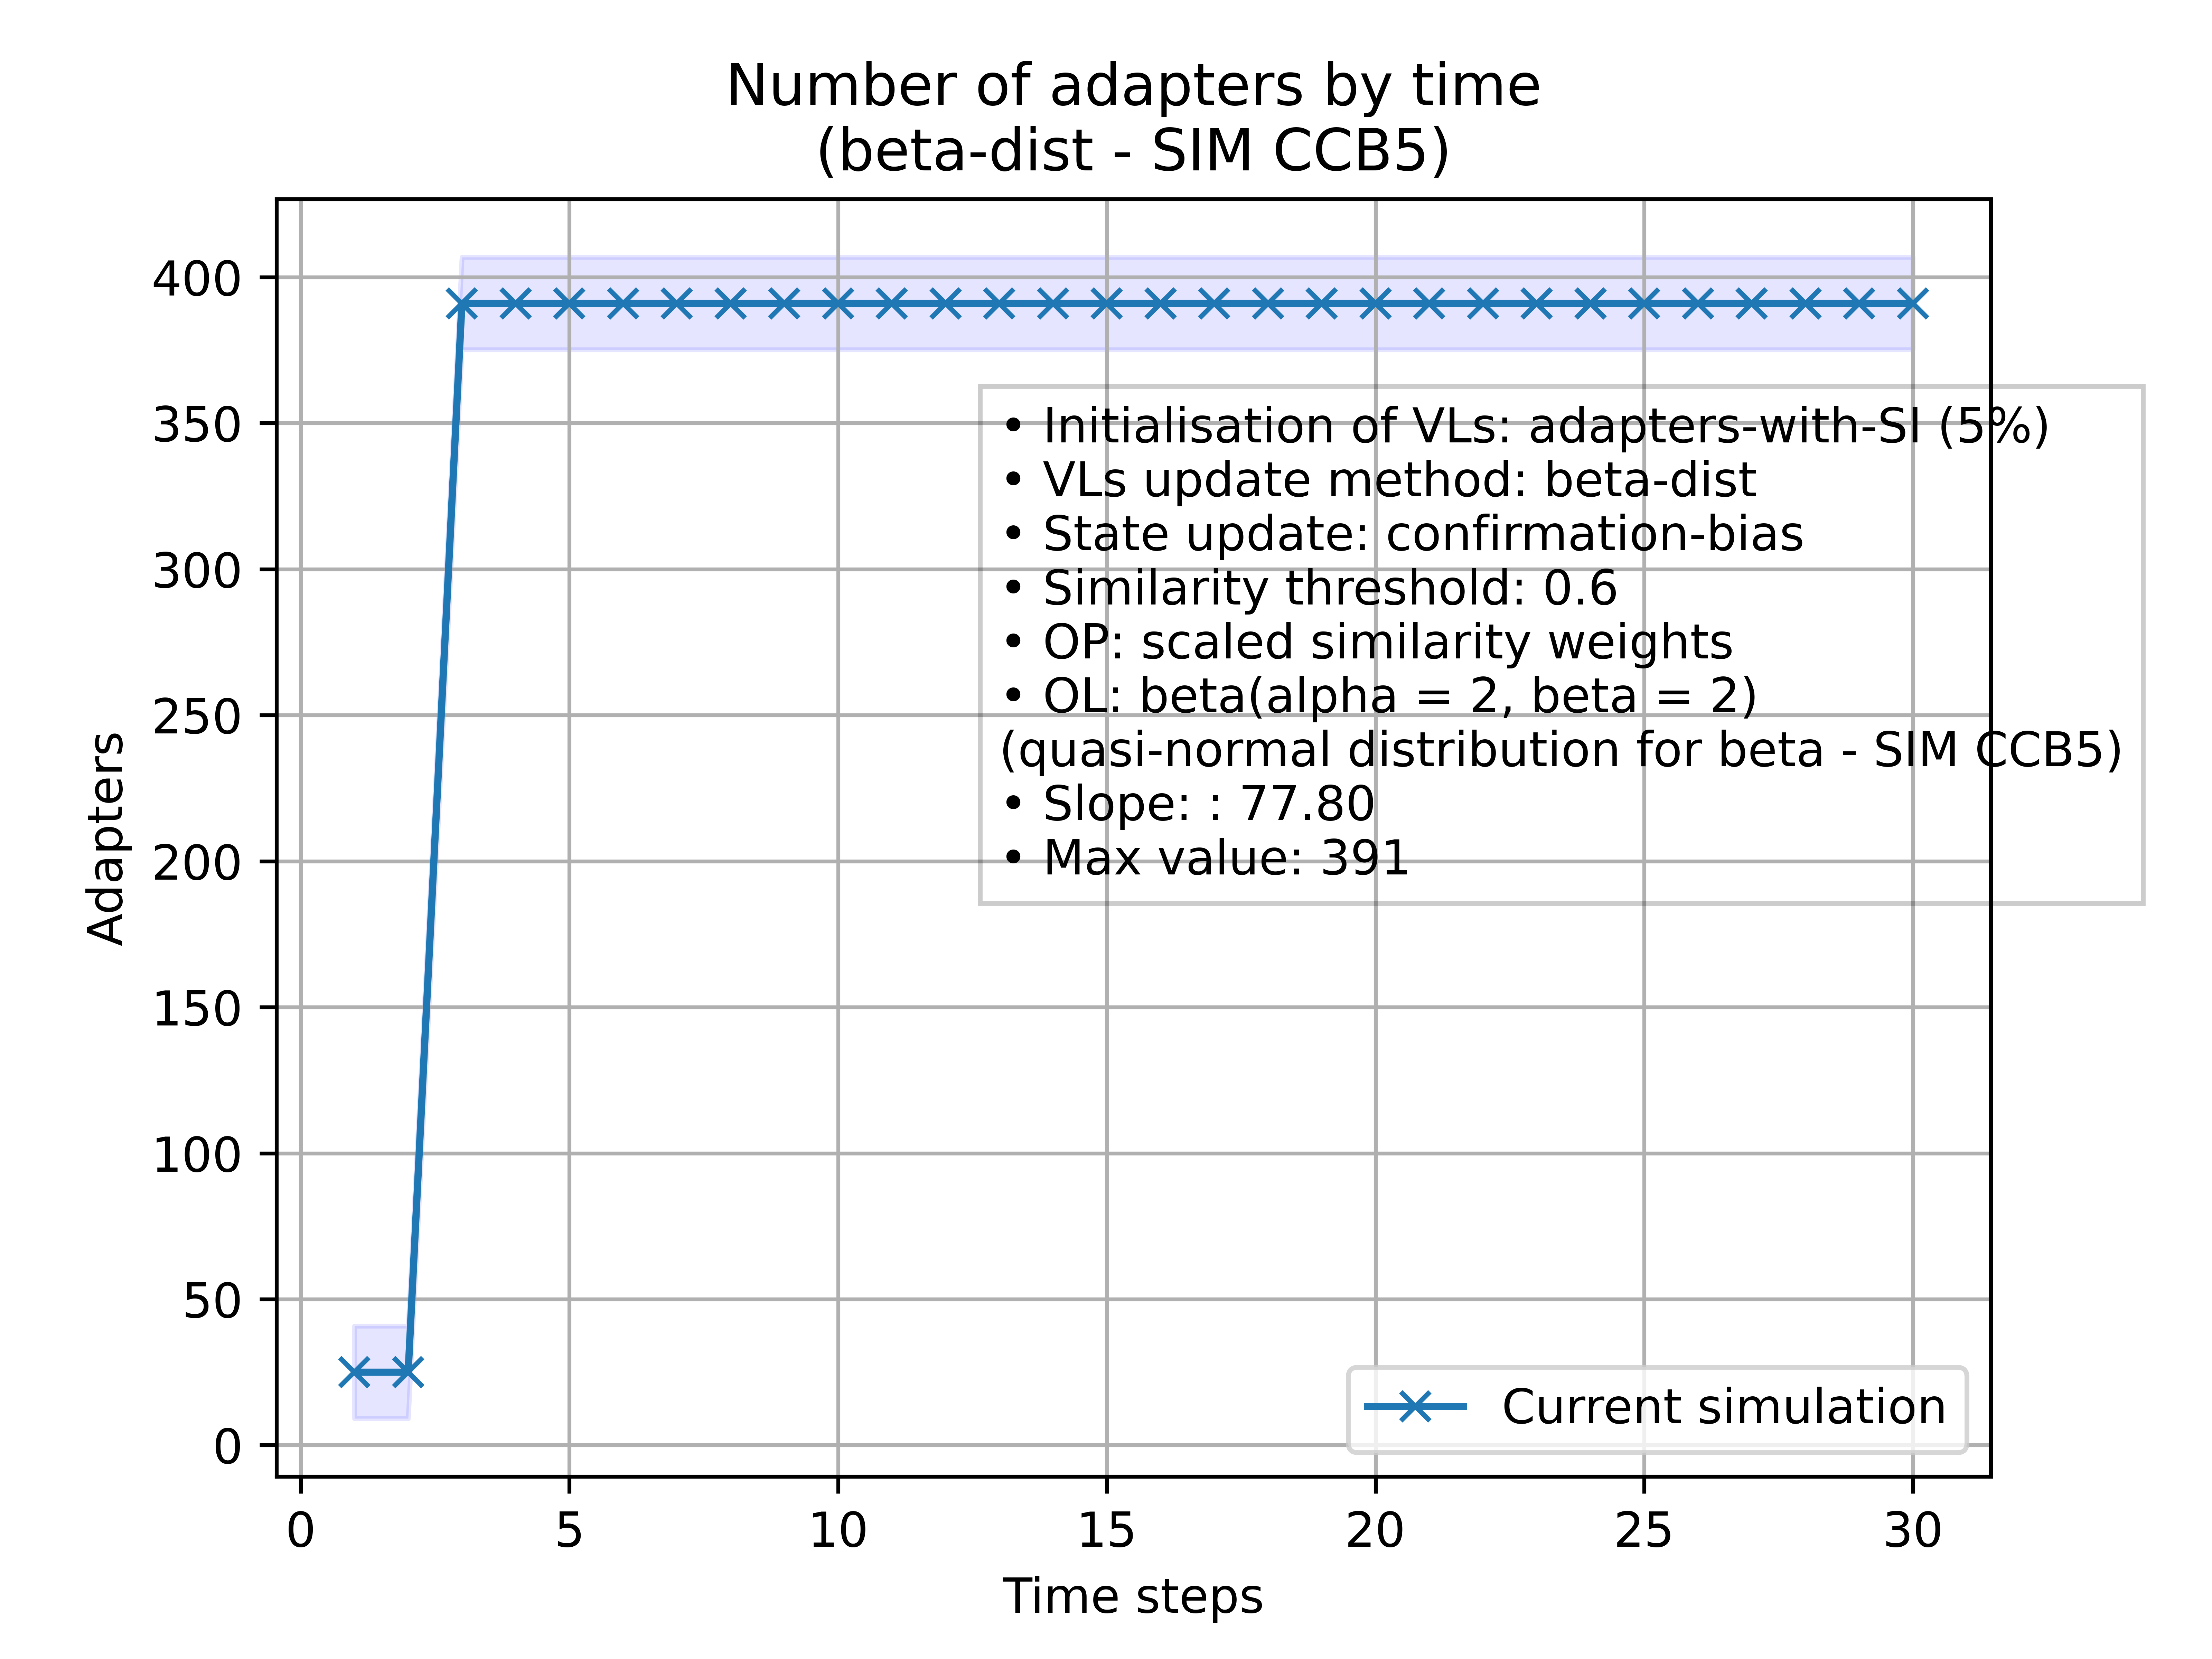 Number of adapters by time
(beta-dist - SIM CCB5)
400
350
300
250
200
150
100
50
0
Adapters
• Initialisation of VLs: adapters-with-SI (5%)
• VLs update method: beta-dist
• State update: confirmation-bias
• Similarity threshold: 0.6
• OP: scaled similarity weights
• OL: beta(alpha = 2, beta = 2)
(quasi-normal distribution for beta - SIM CCB5)
• Slope: : 77.80
• Max value: 391
Current simulation
0 5 10 15 20 25 30
Time steps